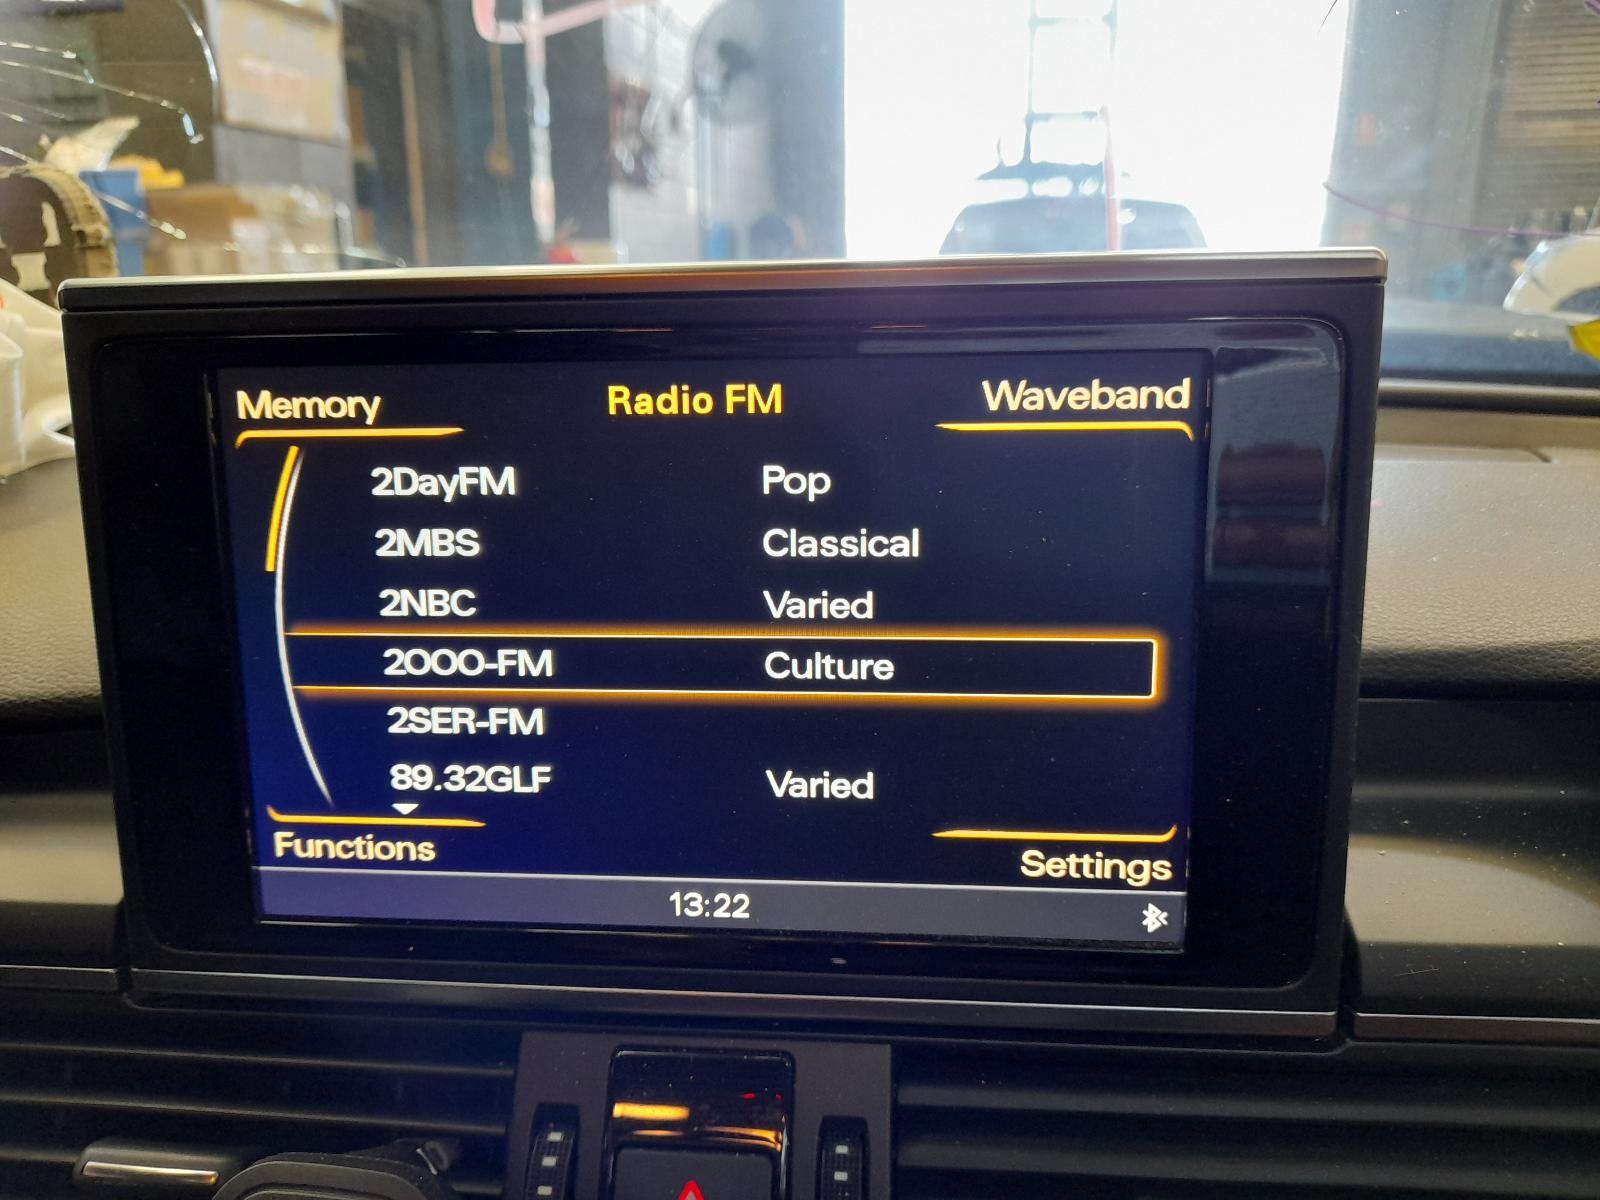 Memory Radio FM Waveband
2DayFM Pop
2MBS Classical
2NBC Varied
2OOO-FM Culture
2SER-FM
89.32GLF Varied
Functions Settings
13:22